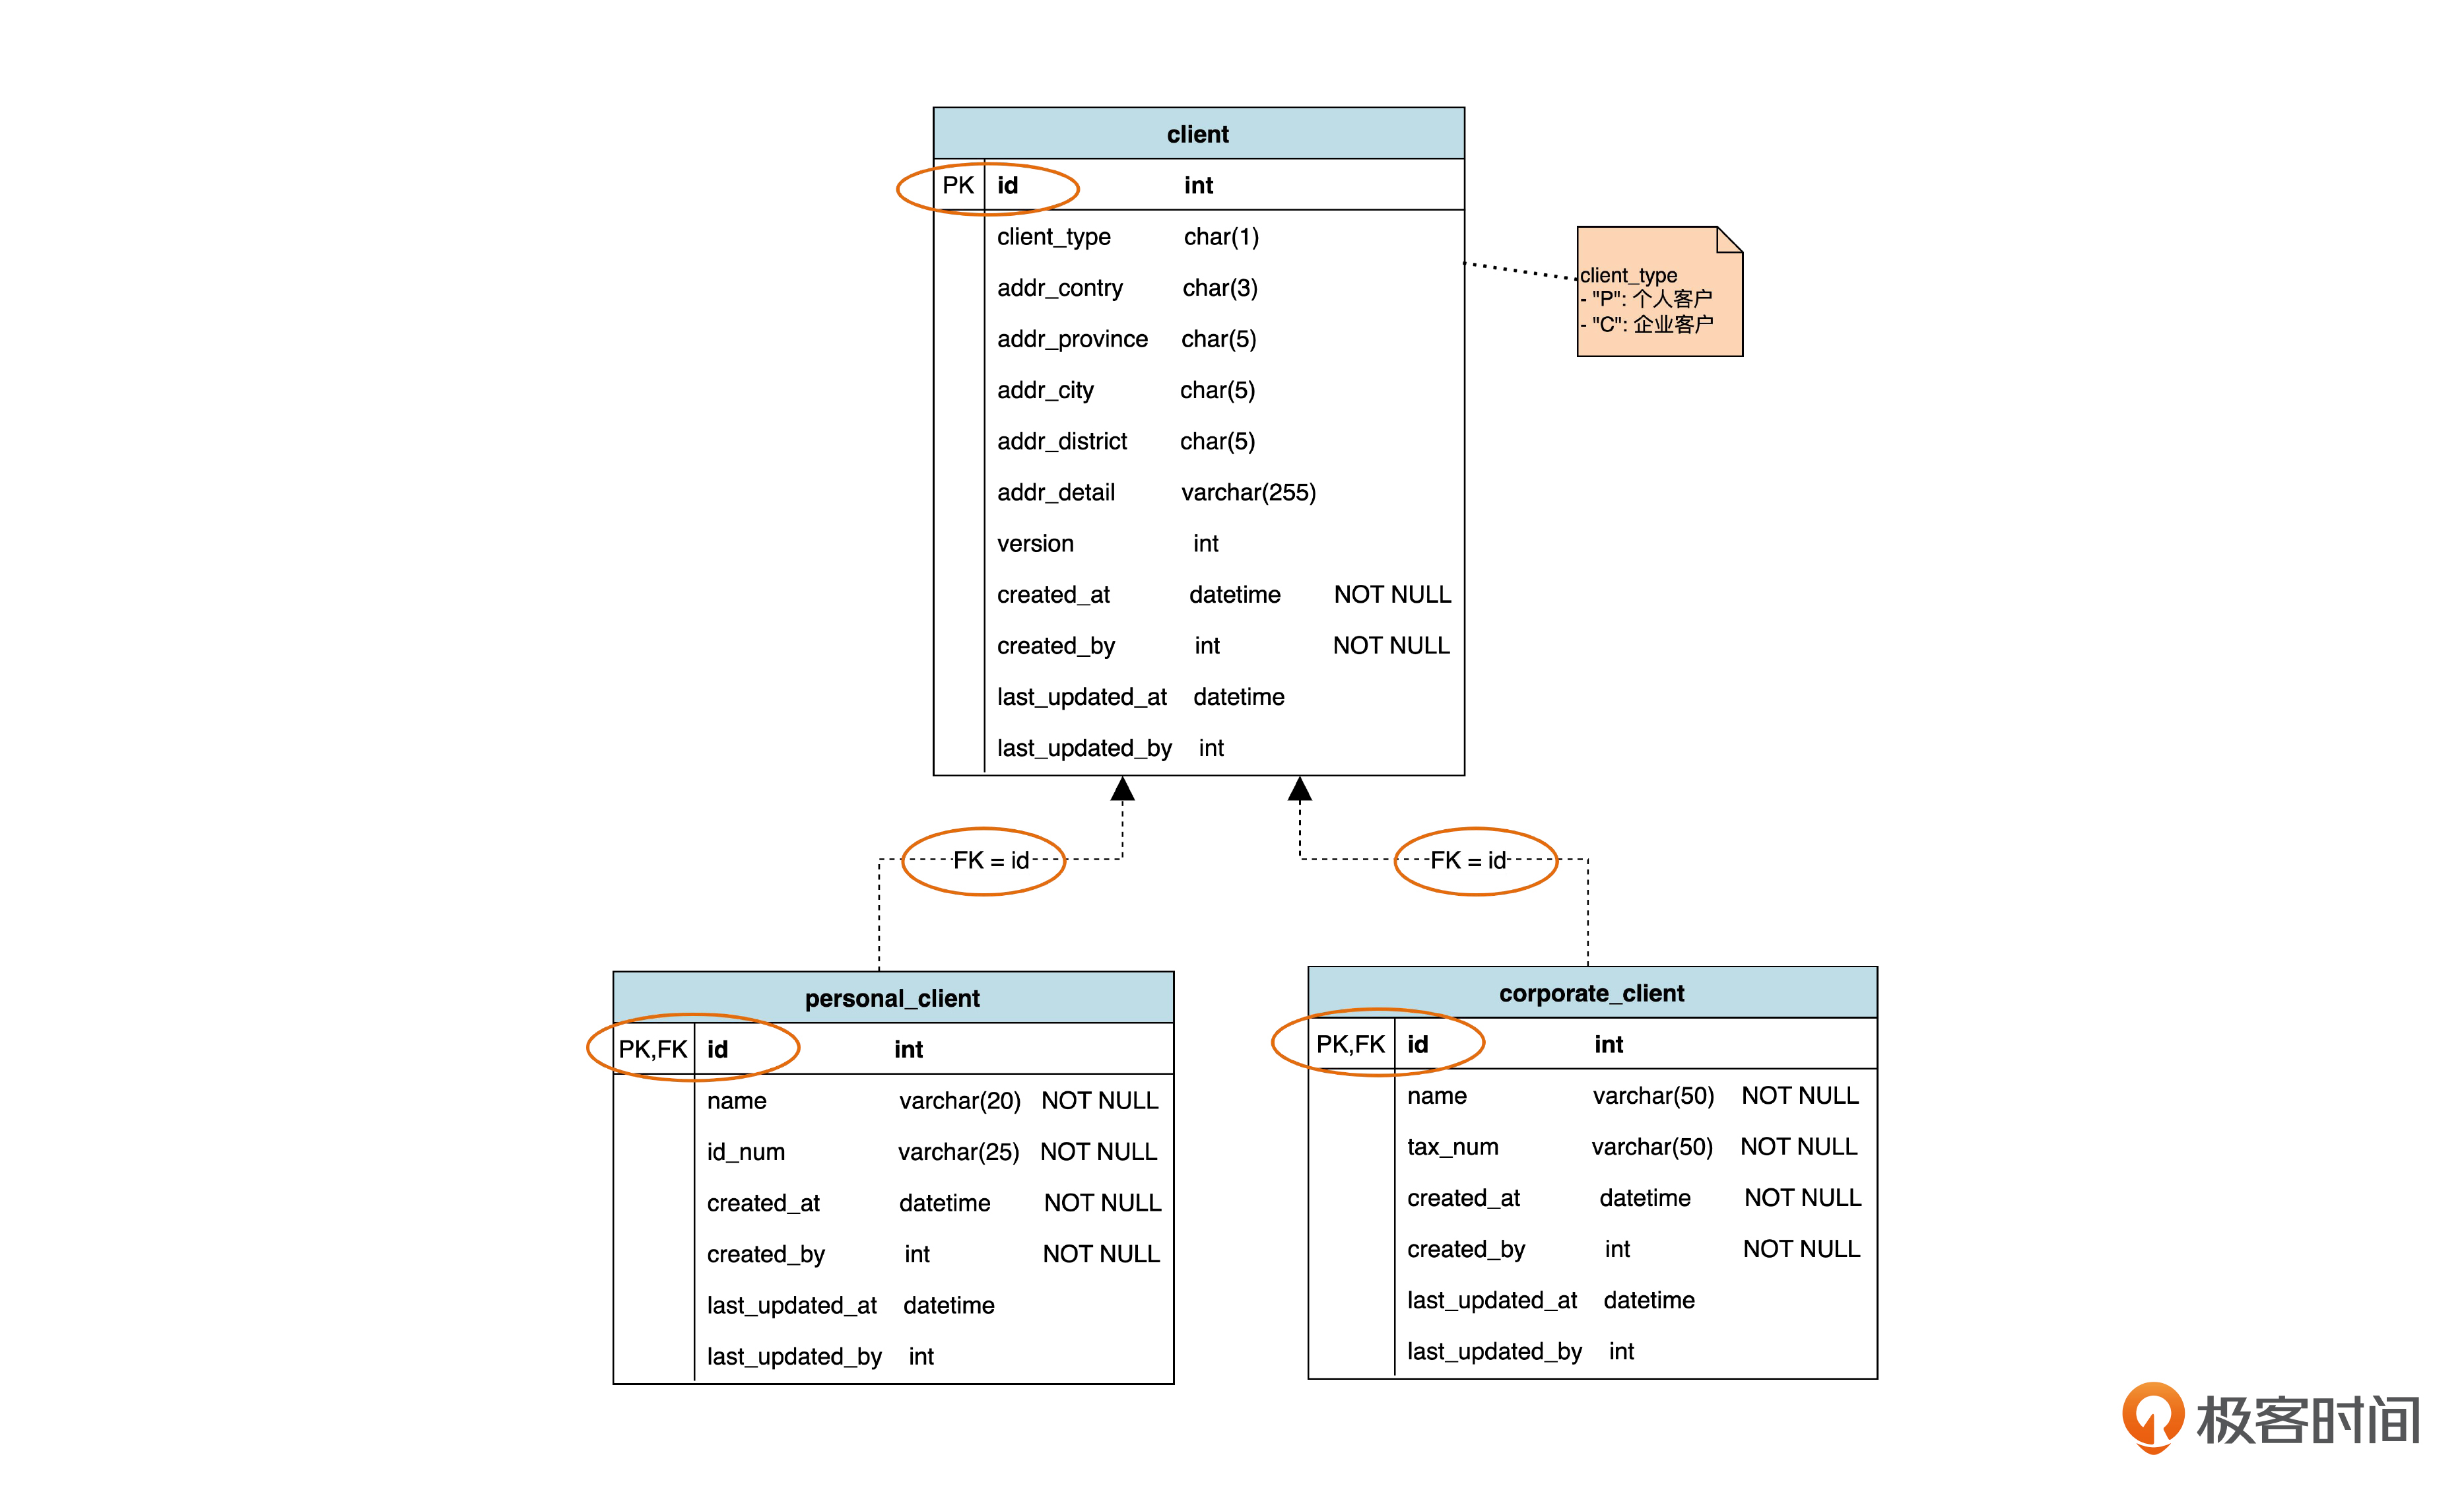 client
PK id int
client_type char(1)
addr_contry char(3)
addr_province char(5)
addr_city char(5)
addr_district char(5)
addr_detail varchar(255)
version int
created_at datetime NOT NULL
created_by int NOT NULL
last_updated_at datetime
last_updated_by int
client_type
- "P": 个人客户
- "C": 企业客户
FK = id
FK = id
personal_client
PK,FK id int
name varchar(20) NOT NULL
id_num varchar(25) NOT NULL
created_at datetime NOT NULL
created_by int NOT NULL
last_updated_at datetime
last_updated_by int
corporate_client
PK,FK id int
name varchar(50) NOT NULL
tax_num varchar(50) NOT NULL
created_at datetime NOT NULL
created_by int NOT NULL
last_updated_at datetime
last_updated_by int
极客时间